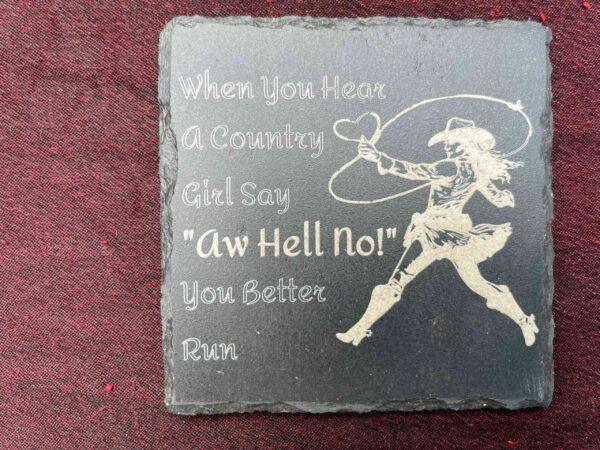 When You Hear
A Country
Girl Say
"Aw Hell No!"
You Better
Run